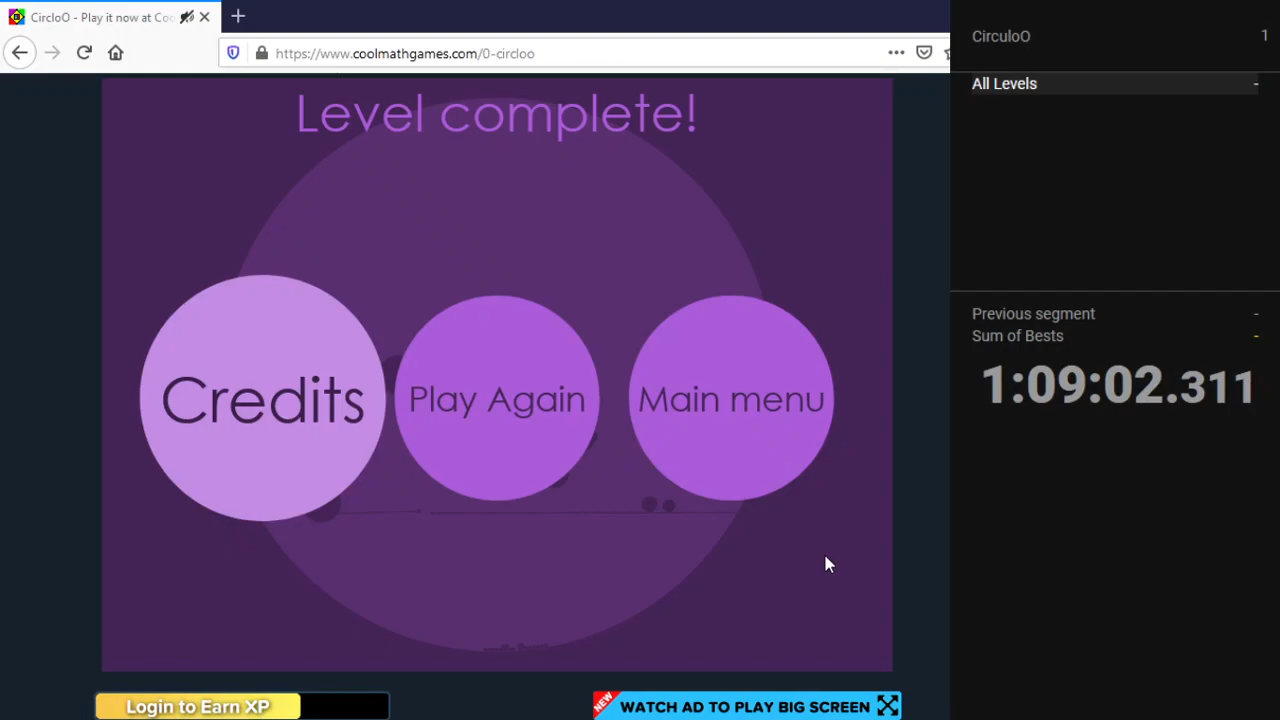 CircloO - Play it now at Coo
https://www.coolmathgames.com/0-circloo
Level complete!
Credits
Play Again
Main menu
Login to Earn XP
NEW
WATCH AD TO PLAY BIG SCREEN
CirculoO 1
All Levels -
Previous segment -
Sum of Bests -
1:09:02.311